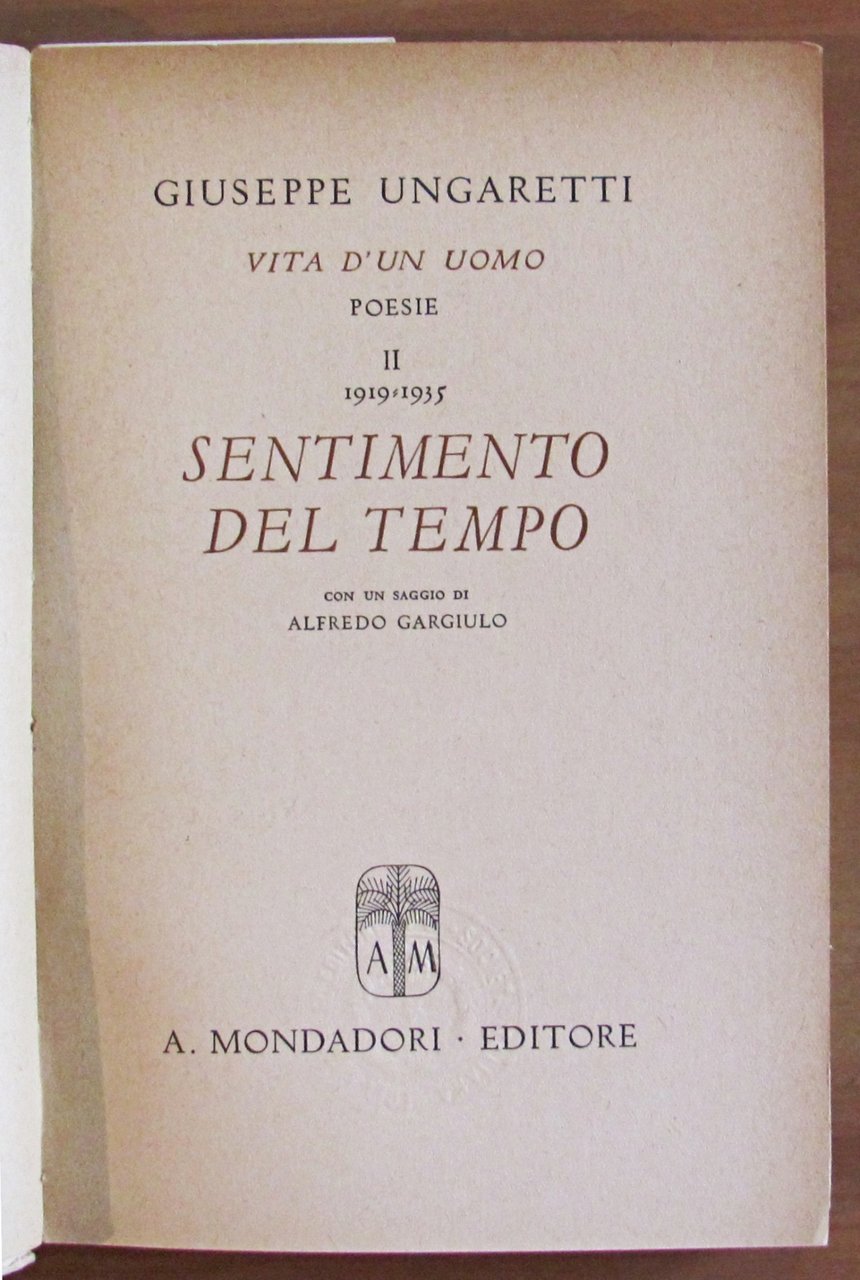 GIUSEPPE UNGARETTI
VITA D'UN UOMO
POESIE
II
1919-1935
SENTIMENTO
DEL TEMPO
CON UN SAGGIO DI
ALFREDO GARGIULO
A M
A. MONDADORI · EDITORE